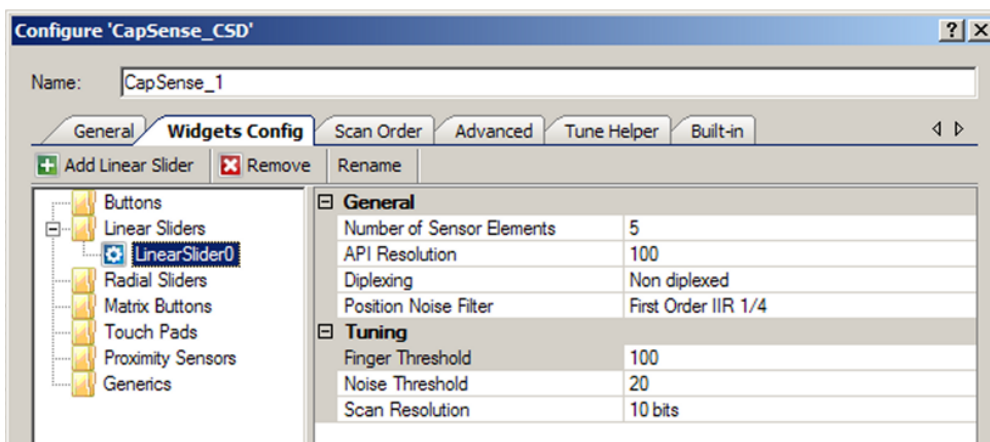 Configure 'CapSense_CSD'
Name: CapSense_1
General Widgets Config Scan Order Advanced Tune Helper Built-in
Add Linear Slider Remove Rename
Buttons
Linear Sliders
LinearSlider0
Radial Sliders
Matrix Buttons
Touch Pads
Proximity Sensors
Generics
General
Number of Sensor Elements 5
API Resolution 100
Diplexing Non diplexed
Position Noise Filter First Order IIR 1/4
Tuning
Finger Threshold 100
Noise Threshold 20
Scan Resolution 10 bits